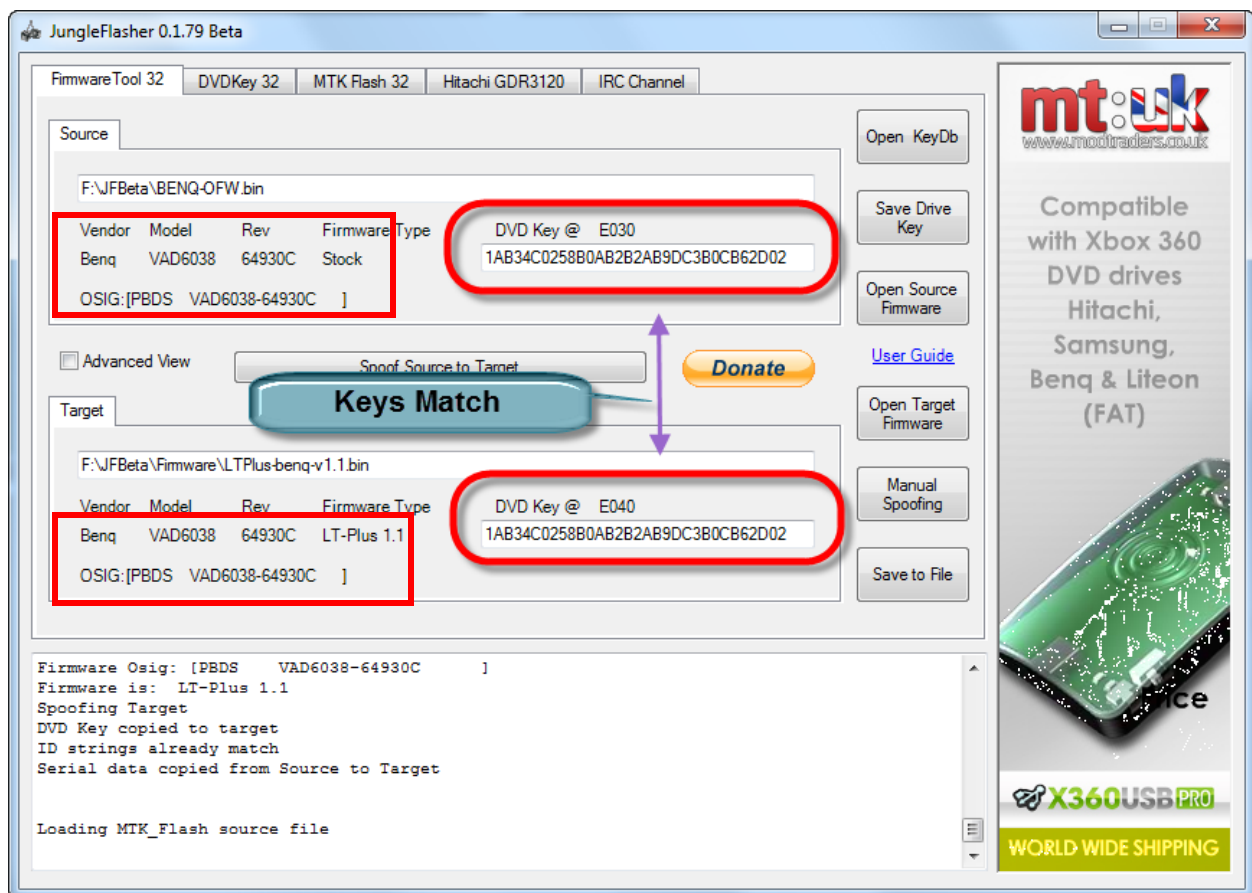 JungleFlasher 0.1.79 Beta
FirmwareTool 32 DVDKey 32 MTK Flash 32 Hitachi GDR3120 IRC Channel
Source
F:\JFBeta\BENQ-OFW.bin
Vendor Model Rev Firmware Type DVD Key @ E030
Benq VAD6038 64930C Stock 1AB34C0258B0AB2B2AB9DC3B0CB62D02
OSIG:[PBDS VAD6038-64930C ]
Advanced View Spoof Source to Target Donate
Keys Match
Target
F:\JFBeta\Firmware\LTPlus-benq-v1.1.bin
Vendor Model Rev Firmware Type DVD Key @ E040
Benq VAD6038 64930C LT-Plus 1.1 1AB34C0258B0AB2B2AB9DC3B0CB62D02
OSIG:[PBDS VAD6038-64930C ]
Open KeyDb
Save Drive
Key
Open Source
Firmware
User Guide
Open Target
Firmware
Manual
Spoofing
Save to File
Firmware Osig: [PBDS VAD6038-64930C ]
Firmware is: LT-Plus 1.1
Spoofing Target
DVD Key copied to target
ID strings already match
Serial data copied from Source to Target
Loading MTK_Flash source file
mt:uk
www.modtraders.co.uk
Compatible
with Xbox 360
DVD drives
Hitachi,
Samsung,
Benq & Liteon
(FAT)
X360USB PRO
WORLD WIDE SHIPPING